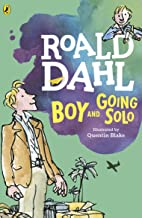 ROALD
DAHL
BOY AND GOING
SOLO
Illustrated by
Quentin Blake